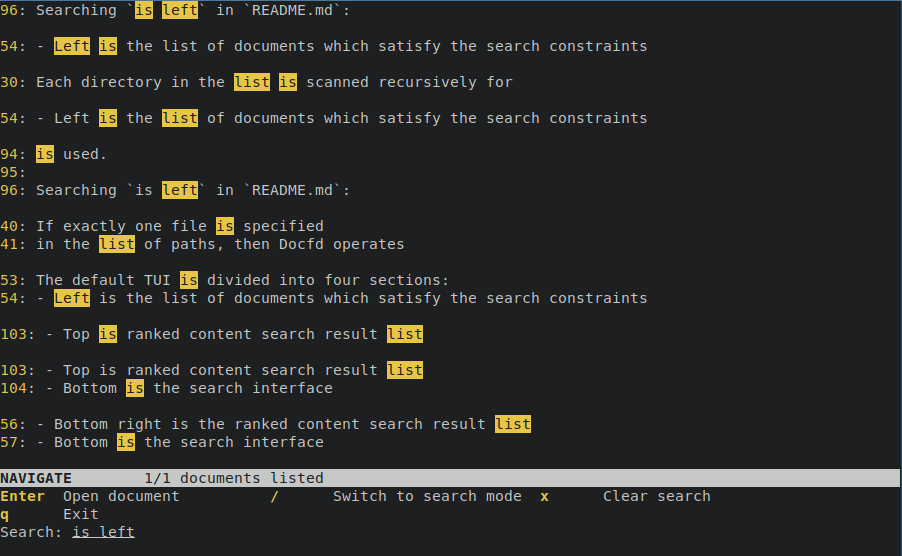 96: Searching `is left` in `README.md`:
54: - Left is the list of documents which satisfy the search constraints
30: Each directory in the list is scanned recursively for
54: - Left is the list of documents which satisfy the search constraints
94: is used.
95:
96: Searching `is left` in `README.md`:
40: If exactly one file is specified
41: in the list of paths, then Docfd operates
53: The default TUI is divided into four sections:
54: - Left is the list of documents which satisfy the search constraints
103: - Top is ranked content search result list
103: - Top is ranked content search result list
104: - Bottom is the search interface
56: - Bottom right is the ranked content search result list
57: - Bottom is the search interface
NAVIGATE 1/1 documents listed
Enter Open document / Switch to search mode x Clear search
q Exit
Search: is left